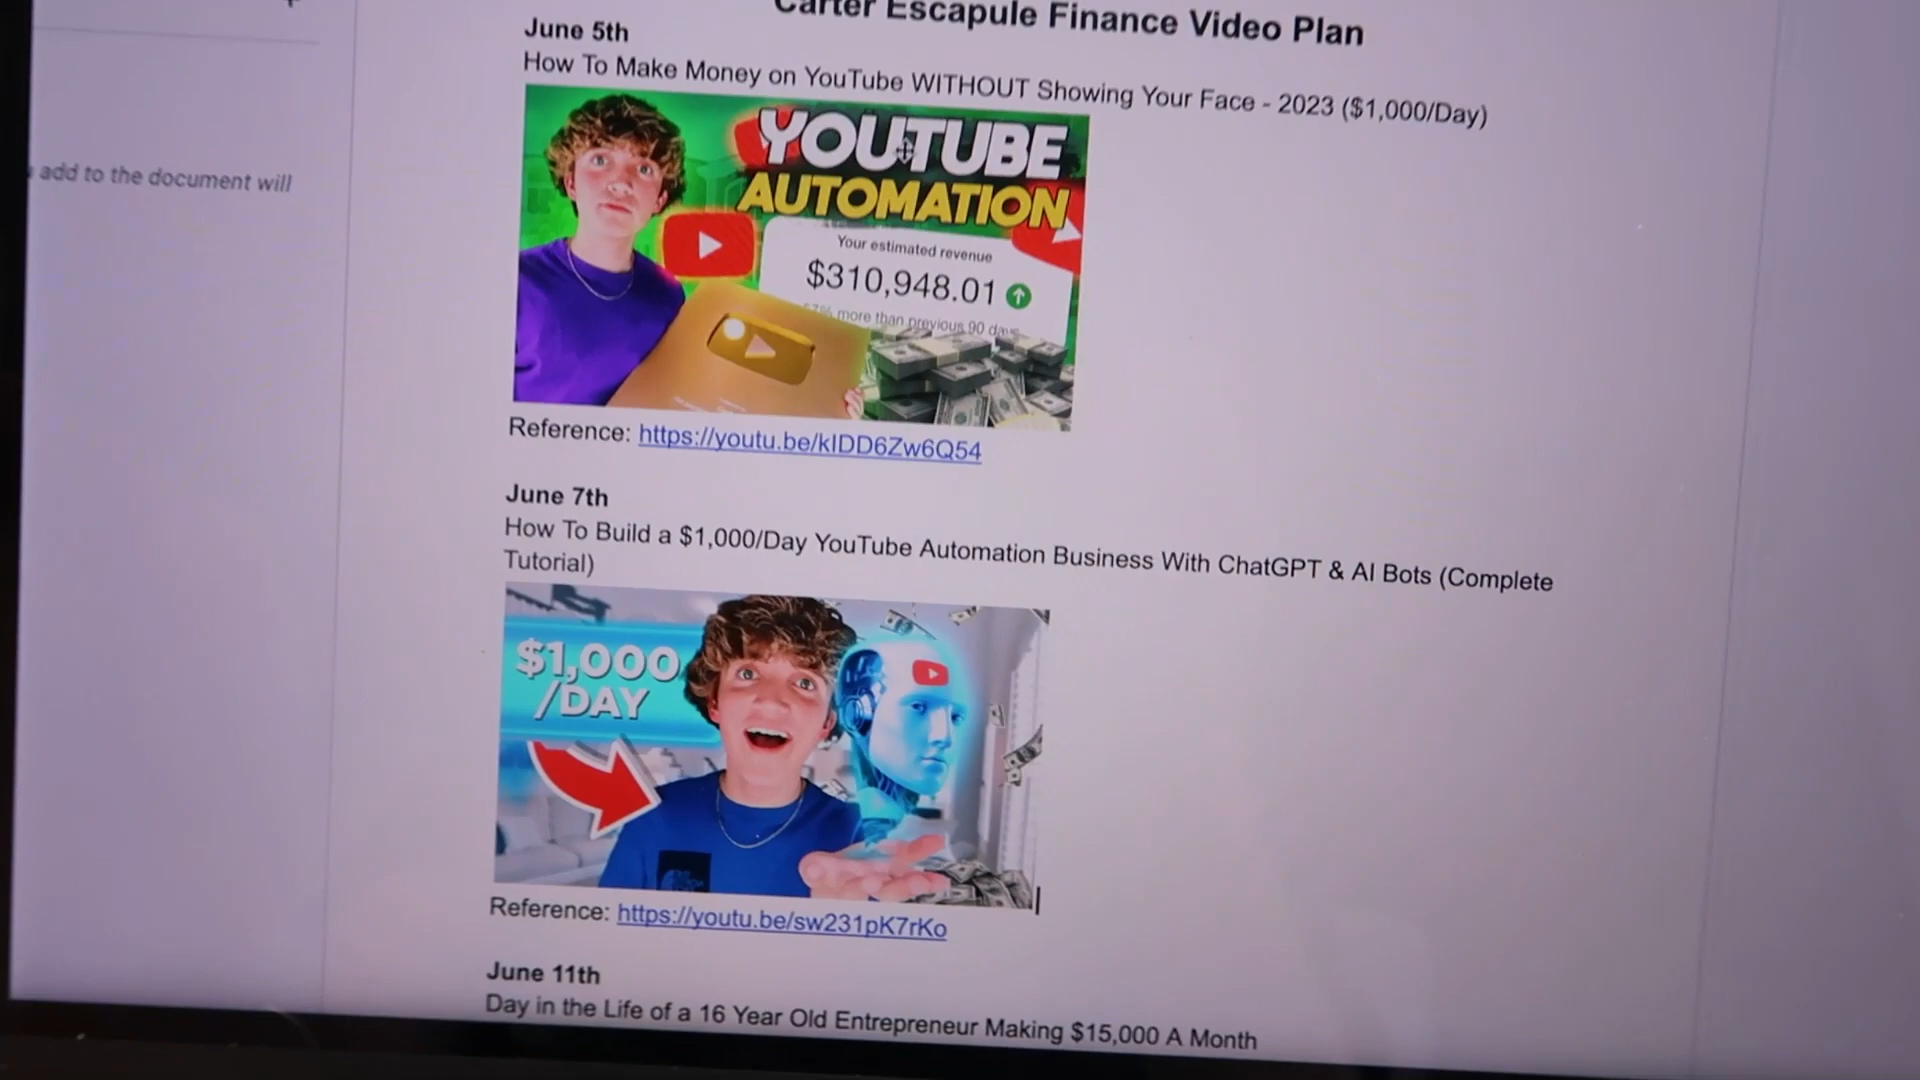 Carter Escapule Finance Video Plan
June 5th
How To Make Money on YouTube WITHOUT Showing Your Face - 2023 ($1,000/Day)
add to the document will
YOUTUBE
AUTOMATION
Your estimated revenue
$310,948.01
more than previous 90 days
Reference: https://youtu.be/kIDD6Zw6Q54
June 7th
How To Build a $1,000/Day YouTube Automation Business With ChatGPT & AI Bots (Complete
Tutorial)
$1,000
/DAY
Reference: https://youtu.be/sw231pK7rKo
June 11th
Day in the Life of a 16 Year Old Entrepreneur Making $15,000 A Month